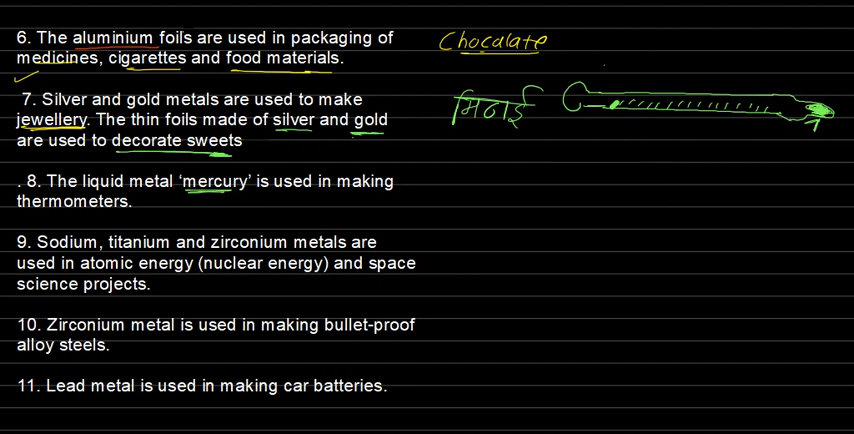 6. The aluminium foils are used in packaging of
medicines, cigarettes and food materials.
Chocalate
7. Silver and gold metals are used to make
jewellery. The thin foils made of silver and gold
are used to decorate sweets
. 8. The liquid metal ‘mercury’ is used in making
thermometers.
9. Sodium, titanium and zirconium metals are
used in atomic energy (nuclear energy) and space
science projects.
10. Zirconium metal is used in making bullet-proof
alloy steels.
11. Lead metal is used in making car batteries.